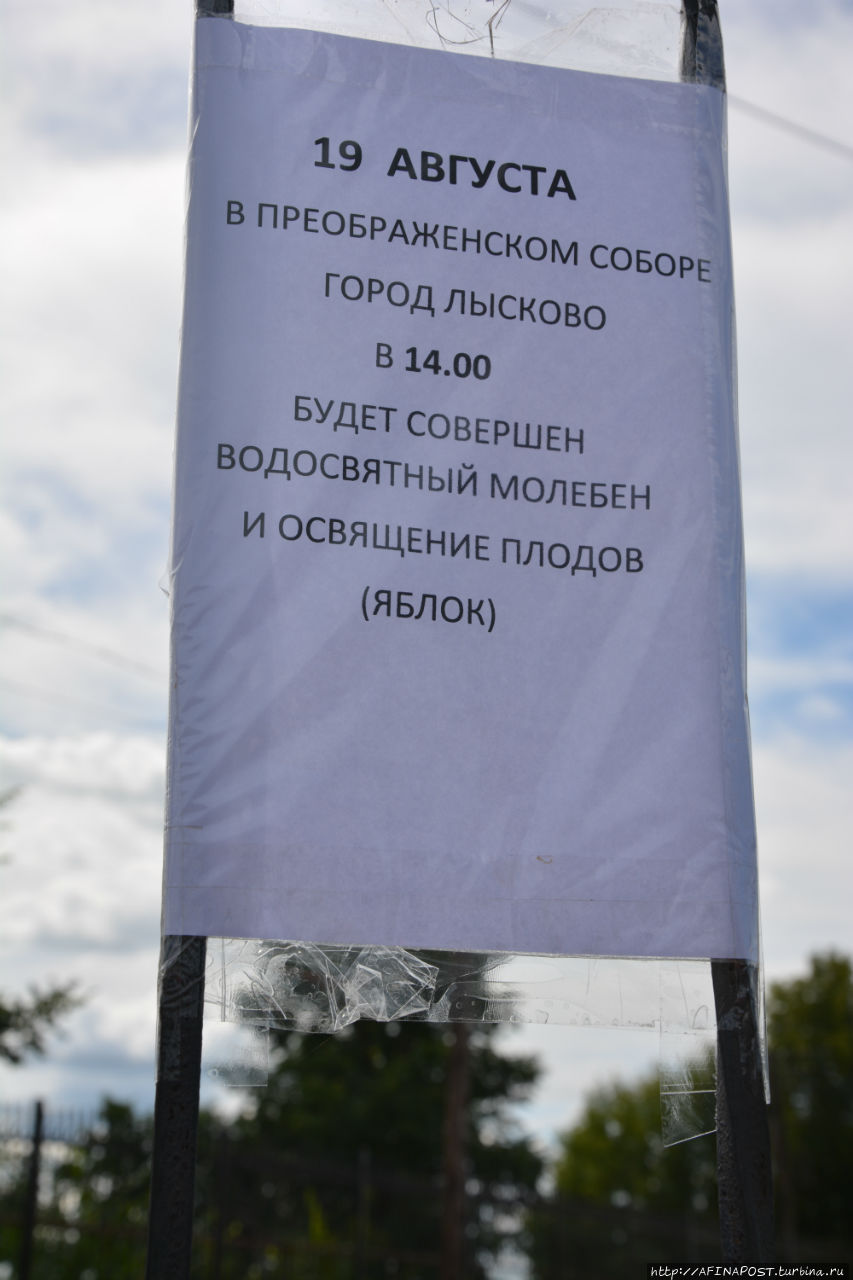 19 АВГУСТА
В ПРЕОБРАЖЕНСКОМ СОБОРЕ
ГОРОД ЛЫСКОВО
В 14.00
БУДЕТ СОВЕРШЕН
ВОДОСВЯТНЫЙ МОЛЕБЕН
И ОСВЯЩЕНИЕ ПЛОДОВ
(ЯБЛОК)
http://AFINAPOST.turbina.ru